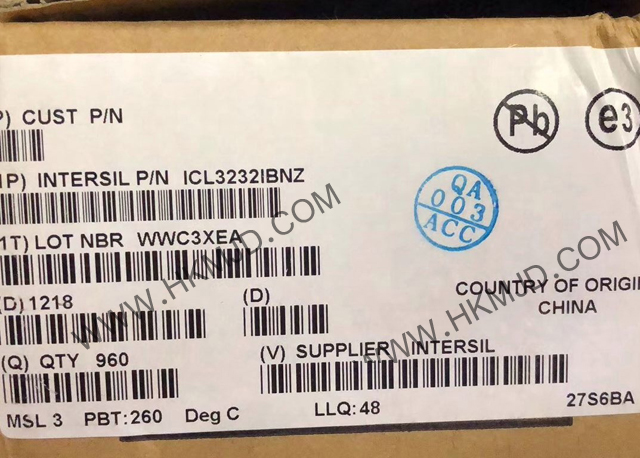 P) CUST P/N
Pb
e3
1P) INTERSIL P/N ICL3232IBNZ
QA
003
ACC
1T) LOT NBR WWC3XEA
COUNTRY OF ORIGI
CHINA
(D) 1218
(D)
(Q) QTY 960
(V) SUPPLIER INTERSIL
MSL 3 PBT:260 Deg C LLQ:48
27S6BA
WWW.HKMJD.COM
WWW.HKMJD.COM